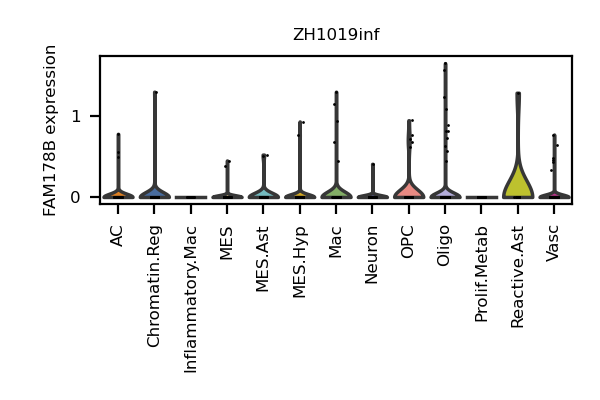 ZH1019inf
FAM178B expression
1
0
AC
Chromatin.Reg
Inflammatory.Mac
MES
MES.Ast
MES.Hyp
Mac
Neuron
OPC
Oligo
Prolif.Metab
Reactive.Ast
Vasc